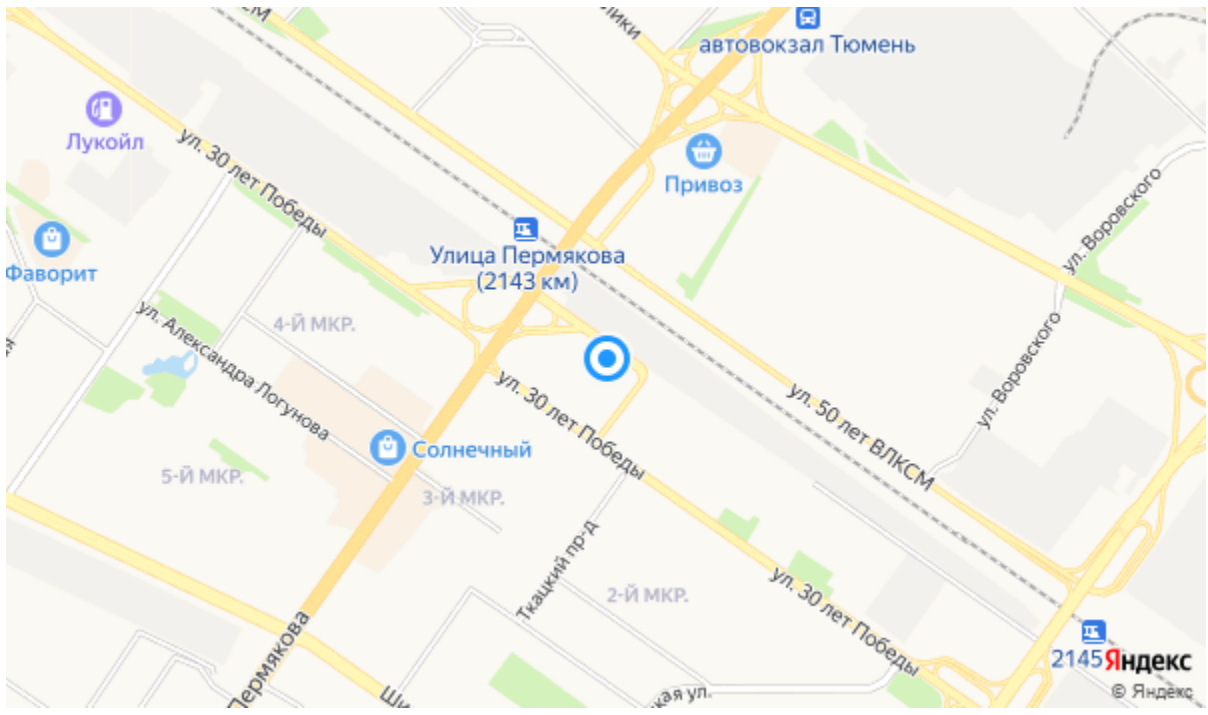 автовокзал Тюмень
Лукойл
ул. 30 лет Победы
Привоз
ул. Воровского
Улица Пермякова
(2143 км)
Фаворит
4-Й МКР.
ул. Александра Логунова
ул. Воровского
ул. 30 лет Победы
ул. 50 лет ВЛКСМ
Солнечный
5-Й МКР.
3-Й МКР.
Ткацкий пр-д
2-Й МКР.
ул. 30 лет Победы
Пермякова
2145
Яндекс
© Яндекс